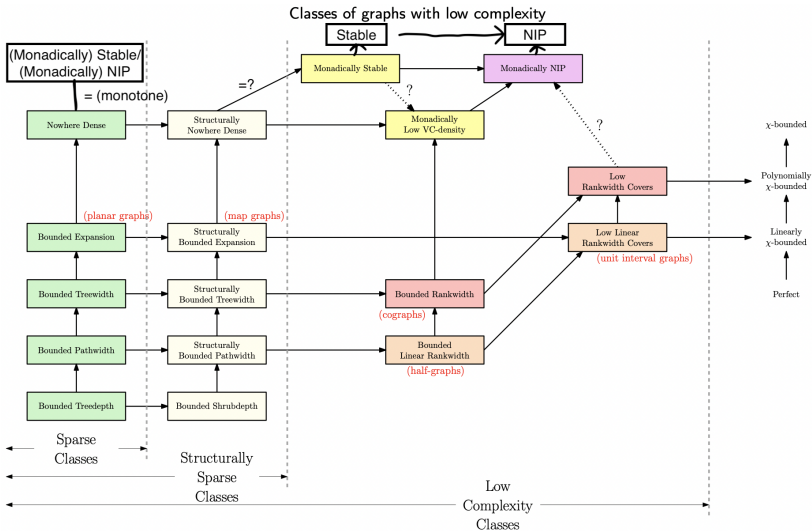 Classes of graphs with low complexity
Stable
NIP
(Monadically) Stable/
(Monadically) NIP
Monadically Stable
Monadically NIP
=?
= (monotone)
?
Nowhere Dense
Structurally
Nowhere Dense
Monadically
Low VC-density
?
χ-bounded
Low
Rankwidth Covers
Polynomially
χ-bounded
(planar graphs)
(map graphs)
Bounded Expansion
Structurally
Bounded Expansion
Low Linear
Rankwidth Covers
Linearly
χ-bounded
(unit interval graphs)
Bounded Treewidth
Structurally
Bounded Treewidth
Bounded Rankwidth
Perfect
(cographs)
Bounded Pathwidth
Structurally
Bounded Pathwidth
Bounded
Linear Rankwidth
(half-graphs)
Bounded Treedepth
Bounded Shrubdepth
Sparse
Classes
Structurally
Sparse
Classes
Low
Complexity
Classes